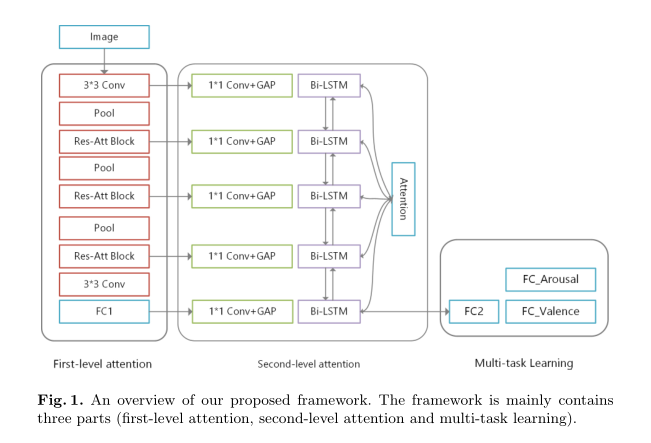 Image
3*3 Conv
Pool
Res-Att Block
Pool
Res-Att Block
Pool
Res-Att Block
3*3 Conv
FC1
First-level attention
1*1 Conv+GAP
Bi-LSTM
1*1 Conv+GAP
Bi-LSTM
1*1 Conv+GAP
Bi-LSTM
1*1 Conv+GAP
Bi-LSTM
1*1 Conv+GAP
Bi-LSTM
Attention
Second-level attention
FC2
FC_Arousal
FC_Valence
Multi-task Learning
Fig. 1. An overview of our proposed framework. The framework is mainly contains
three parts (first-level attention, second-level attention and multi-task learning).